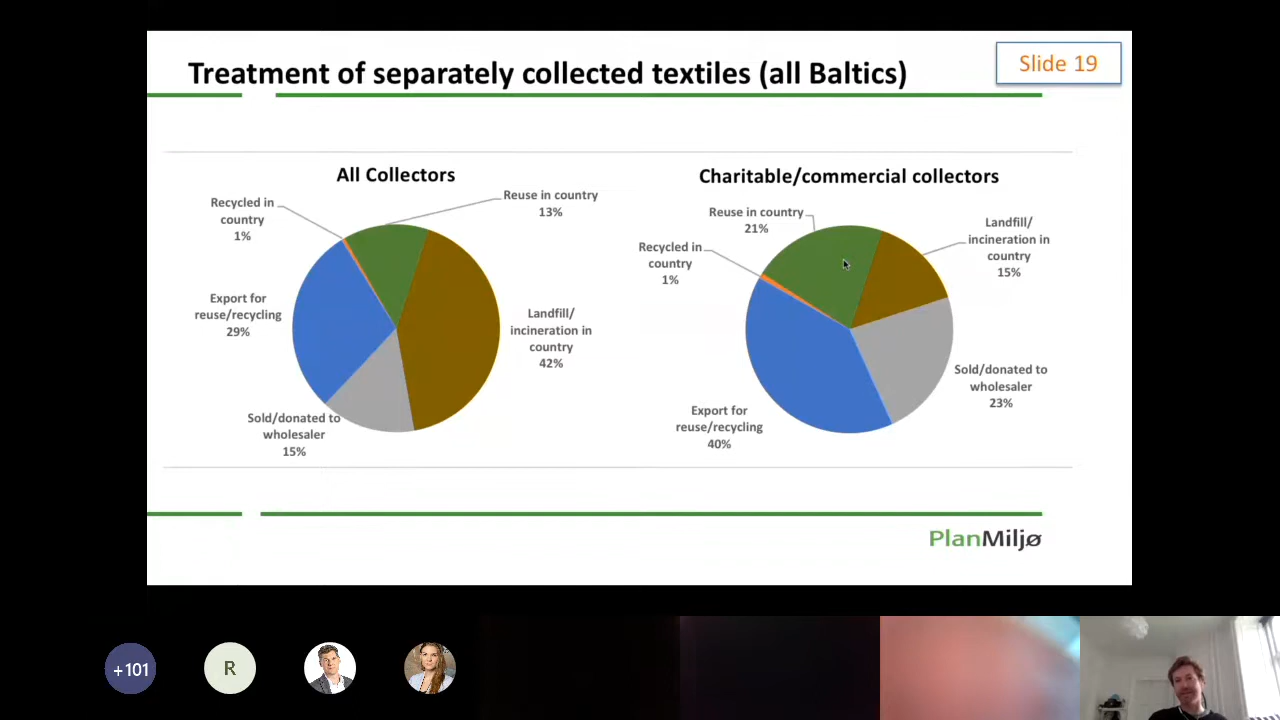 Treatment of separately collected textiles (all Baltics)
Slide 19
All Collectors
Recycled in
country
1%
Reuse in country
13%
Export for
reuse/recycling
29%
Landfill/
incineration in
country
42%
Sold/donated to
wholesaler
15%
Charitable/commercial collectors
Reuse in country
21%
Recycled in
country
1%
Landfill/
incineration in
country
15%
Sold/donated to
wholesaler
23%
Export for
reuse/recycling
40%
PlanMiljø
+101
R